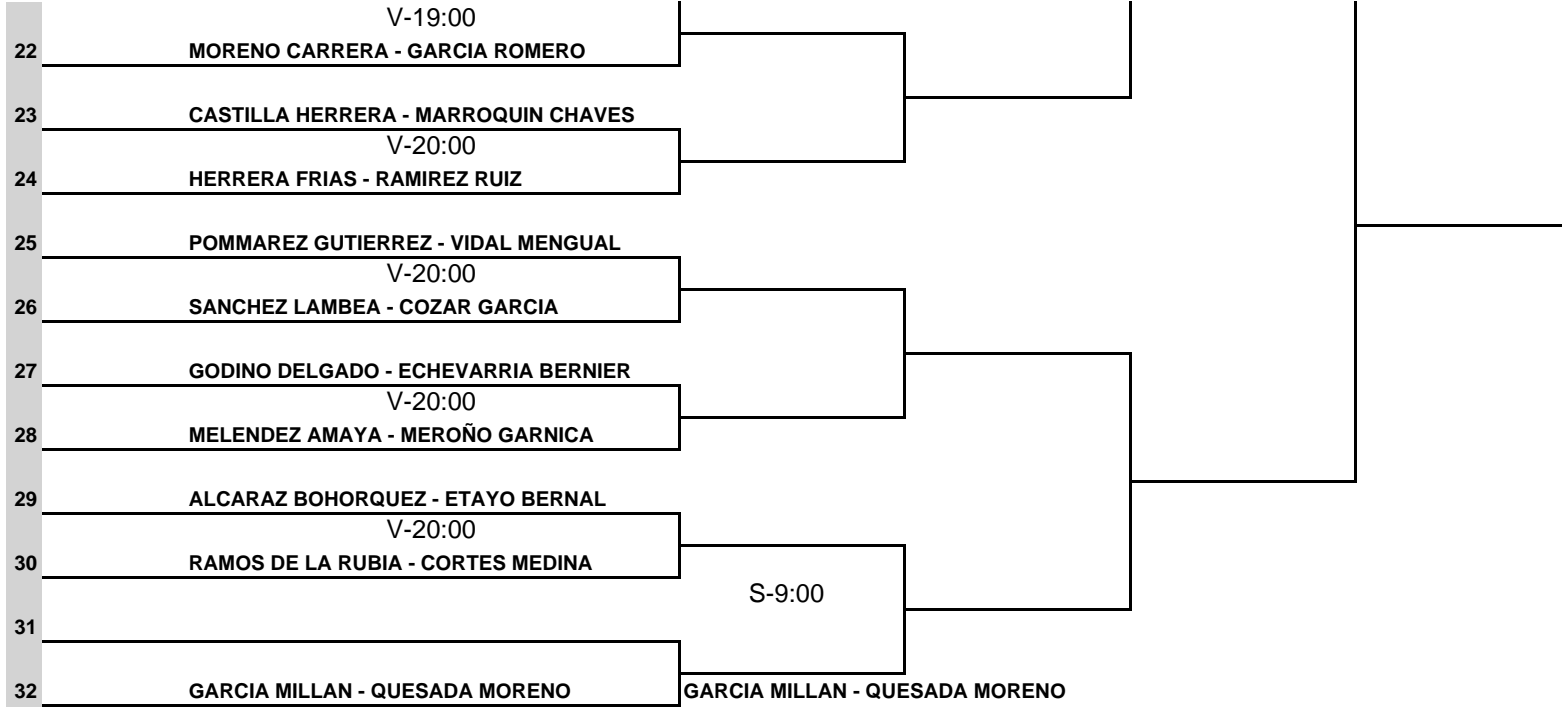 V-19:00
22 MORENO CARRERA - GARCIA ROMERO
23 CASTILLA HERRERA - MARROQUIN CHAVES
V-20:00
24 HERRERA FRIAS - RAMIREZ RUIZ
25 POMMAREZ GUTIERREZ - VIDAL MENGUAL
V-20:00
26 SANCHEZ LAMBEA - COZAR GARCIA
27 GODINO DELGADO - ECHEVARRIA BERNIER
V-20:00
28 MELENDEZ AMAYA - MEROÑO GARNICA
29 ALCARAZ BOHORQUEZ - ETAYO BERNAL
V-20:00
30 RAMOS DE LA RUBIA - CORTES MEDINA
S-9:00
31
32 GARCIA MILLAN - QUESADA MORENO GARCIA MILLAN - QUESADA MORENO